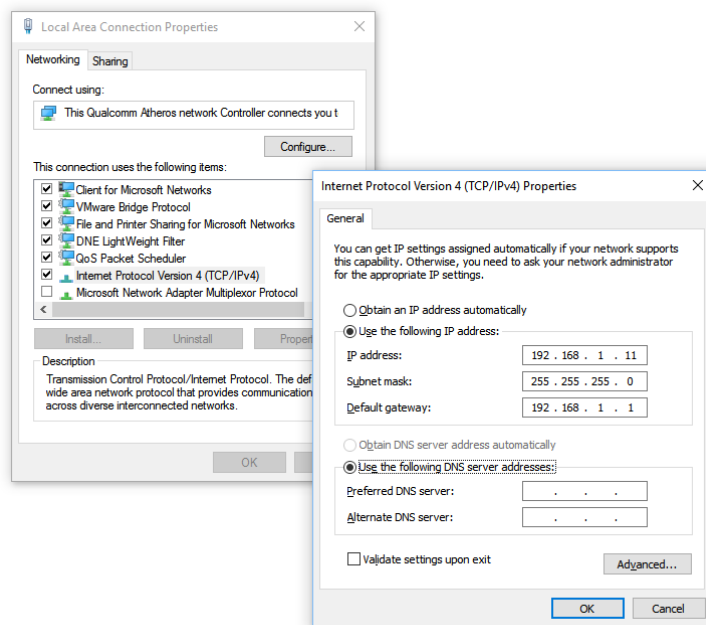 Local Area Connection Properties
Networking
Sharing
Connect using:
This Qualcomm Atheros network Controller connects you t
Configure...
This connection uses the following items:
Client for Microsoft Networks
VMware Bridge Protocol
File and Printer Sharing for Microsoft Networks
DNE LightWeight Filter
QoS Packet Scheduler
Internet Protocol Version 4 (TCP/IPv4)
Microsoft Network Adapter Multiplexor Protocol
Install...
Uninstall
Propert
Description
Transmission Control Protocol/Internet Protocol. The def
wide area network protocol that provides communication
across diverse interconnected networks.
OK
Internet Protocol Version 4 (TCP/IPv4) Properties
General
You can get IP settings assigned automatically if your network supports
this capability. Otherwise, you need to ask your network administrator
for the appropriate IP settings.
Obtain an IP address automatically
Use the following IP address:
IP address: 192 . 168 . 1 . 11
Subnet mask: 255 . 255 . 255 . 0
Default gateway: 192 . 168 . 1 . 1
Obtain DNS server address automatically
Use the following DNS server addresses:
Preferred DNS server: . . .
Alternate DNS server: . . .
Validate settings upon exit
Advanced...
OK
Cancel